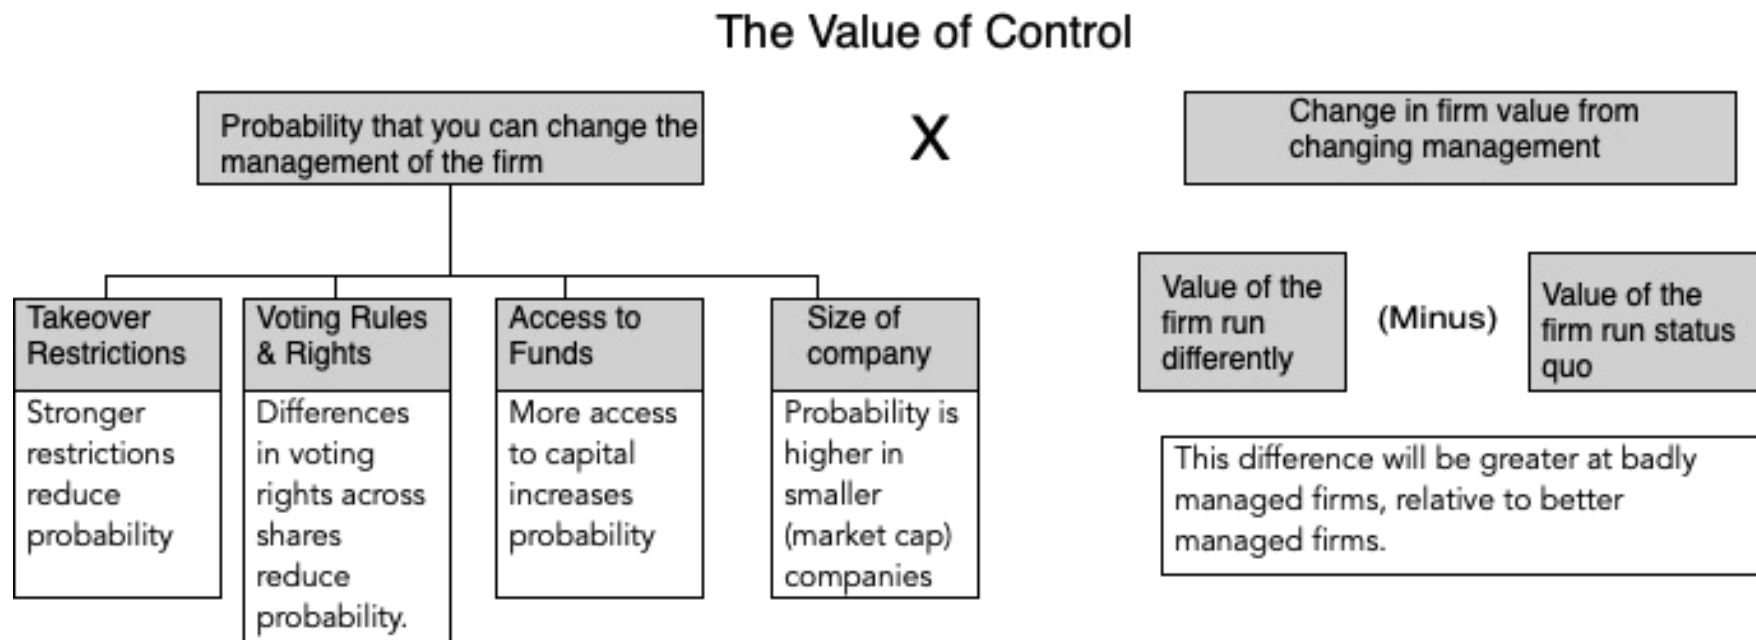 The Value of Control
Probability that you can change the
management of the firm
X
Change in firm value from
changing management
Takeover
Restrictions
Stronger
restrictions
reduce
probability
Voting Rules
& Rights
Differences
in voting
rights across
shares
reduce
probability.
Access to
Funds
More access
to capital
increases
probability
Size of
company
Probability is
higher in
smaller
(market cap)
companies
Value of the
firm run
differently
(Minus)
Value of the
firm run status
quo
This difference will be greater at badly
managed firms, relative to better
managed firms.